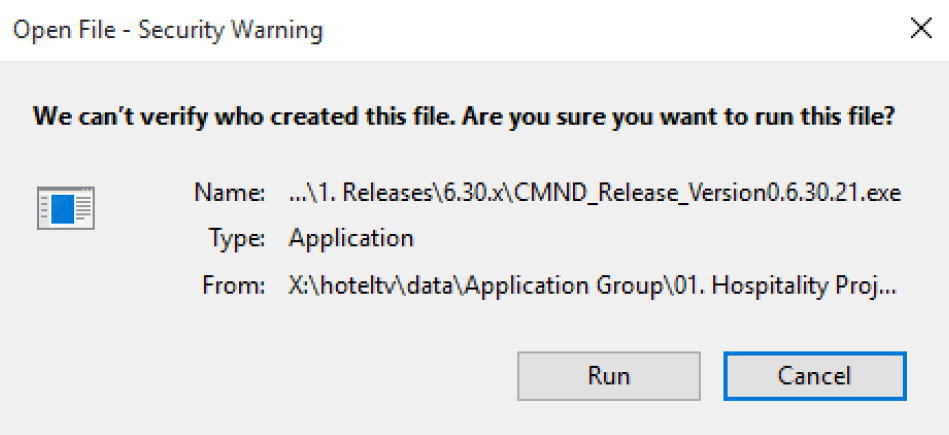 Open File - Security Warning
We can't verify who created this file. Are you sure you want to run this file?
Name: ...\1. Releases\6.30.x\CMND_Release_Version0.6.30.21.exe
Type: Application
From: X:\hoteltv\data\Application Group\01. Hospitality Proj...
Run Cancel